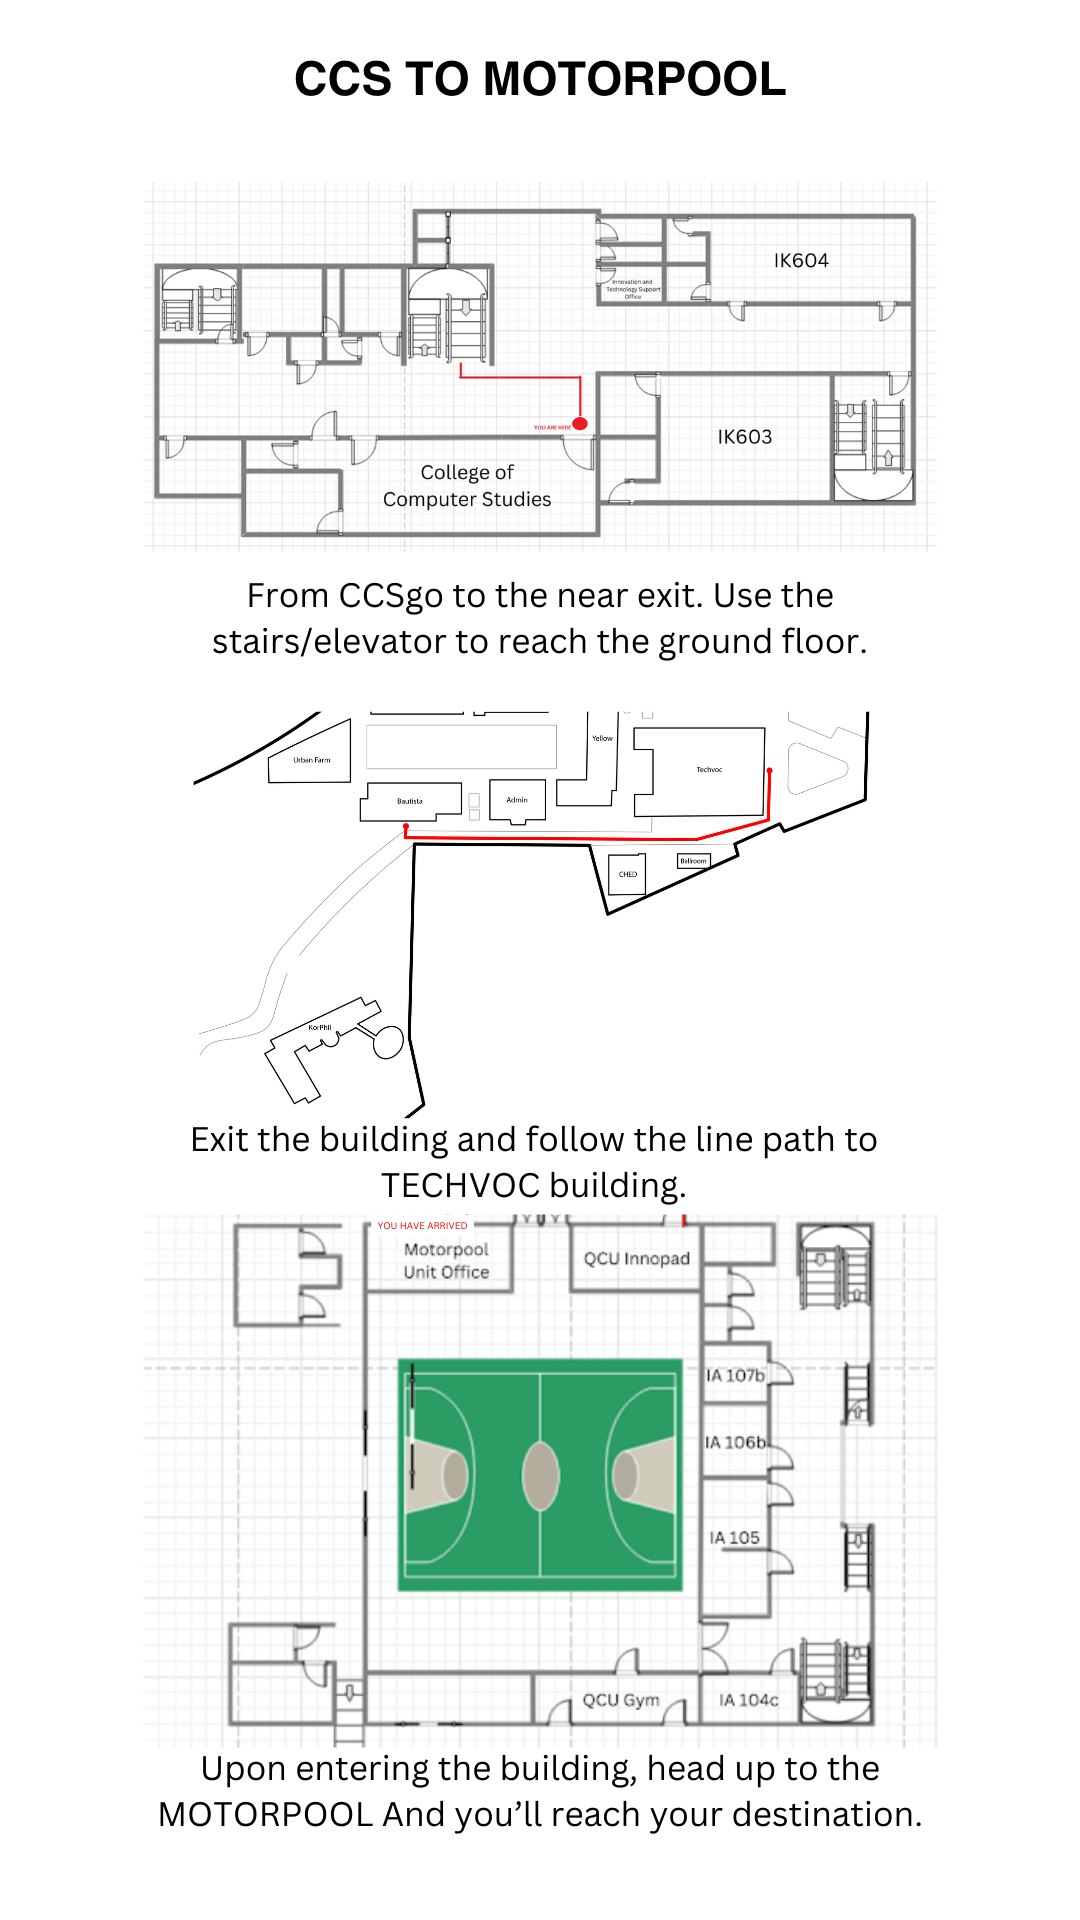 CCS TO MOTORPOOL
IK604
Innovation and
Technology Support
Office
YOU ARE HERE
IK603
College of
Computer Studies
From CCSgo to the near exit. Use the
stairs/elevator to reach the ground floor.
Urban Farm
Yellow
Techvoc
Bautista
Admin
CHED
Ballroom
KorPhil
Exit the building and follow the line path to
TECHVOC building.
YOU HAVE ARRIVED
Motorpool
Unit Office
QCU Innopad
IA 107b
IA 106b
IA 105
QCU Gym
IA 104c
Upon entering the building, head up to the
MOTORPOOL And you’ll reach your destination.